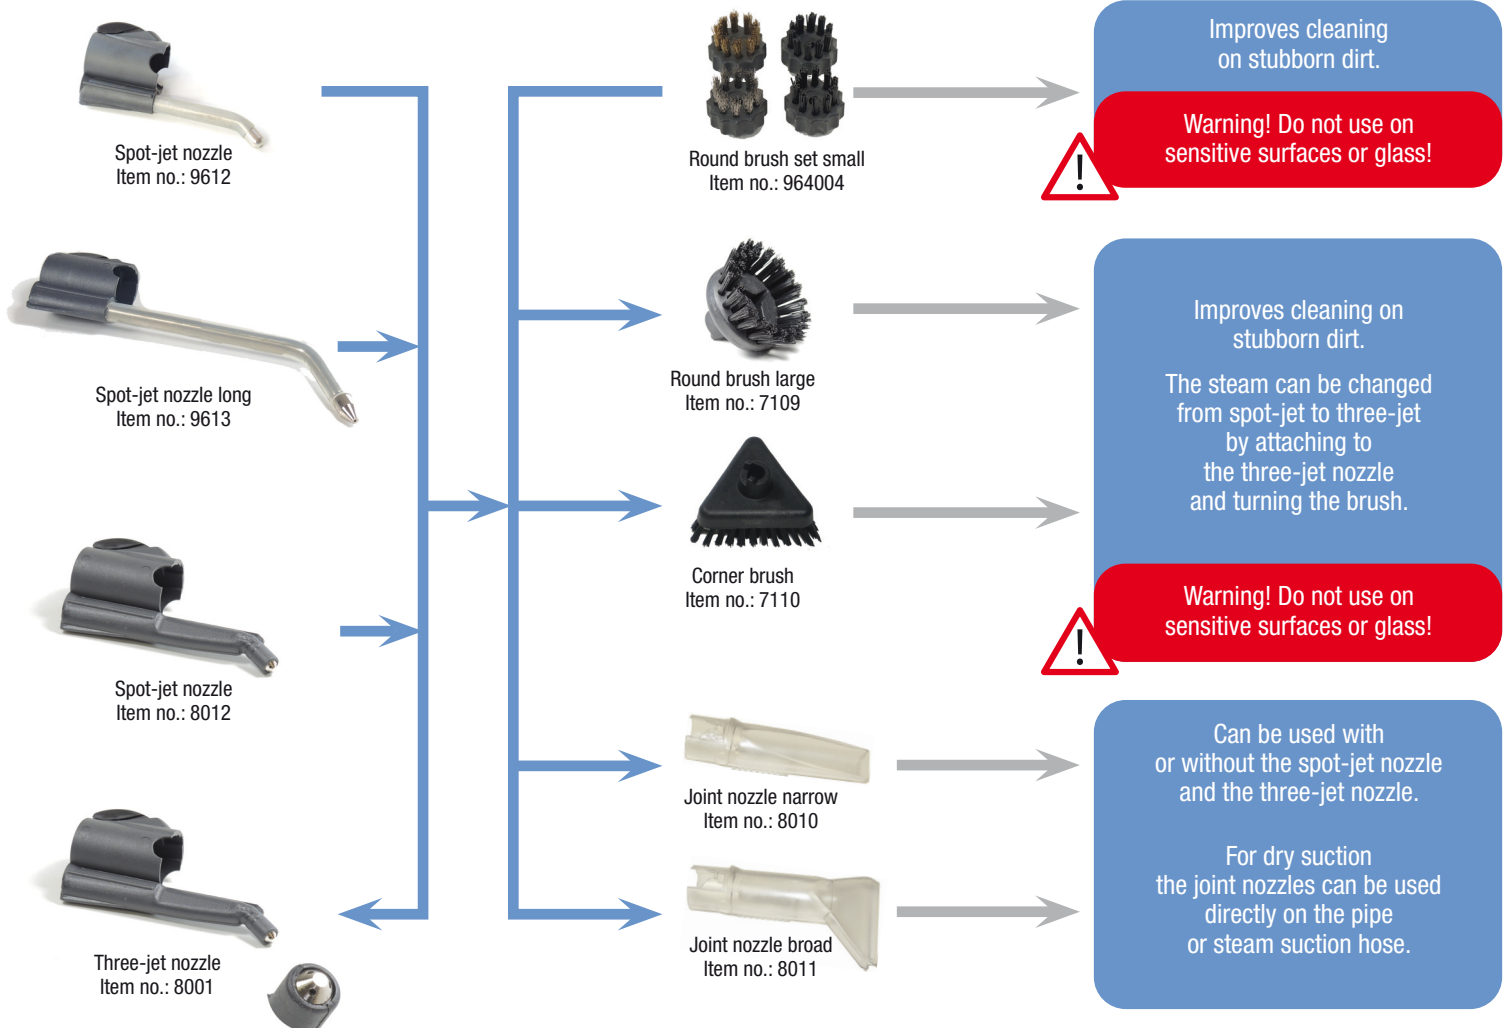 Spot-jet nozzle
Item no.: 9612
Spot-jet nozzle long
Item no.: 9613
Spot-jet nozzle
Item no.: 8012
Three-jet nozzle
Item no.: 8001
Round brush set small
Item no.: 964004
Round brush large
Item no.: 7109
Corner brush
Item no.: 7110
Joint nozzle narrow
Item no.: 8010
Joint nozzle broad
Item no.: 8011
Improves cleaning
on stubborn dirt.
Warning! Do not use on
sensitive surfaces or glass!
!
Improves cleaning on
stubborn dirt.
The steam can be changed
from spot-jet to three-jet
by attaching to
the three-jet nozzle
and turning the brush.
Warning! Do not use on
sensitive surfaces or glass!
!
Can be used with
or without the spot-jet nozzle
and the three-jet nozzle.
For dry suction
the joint nozzles can be used
directly on the pipe
or steam suction hose.